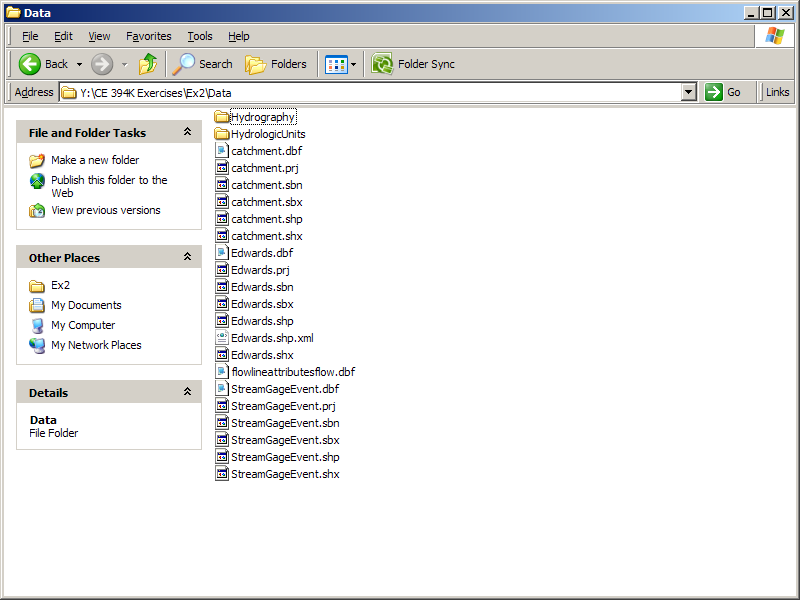 Data
File Edit View Favorites Tools Help
Back Search Folders Folder Sync
Address Y:\CE 394K Exercises\Ex2\Data Go Links
File and Folder Tasks
Make a new folder
Publish this folder to the
Web
View previous versions
Other Places
Ex2
My Documents
My Computer
My Network Places
Details
Data
File Folder
Hydrography
HydrologicUnits
catchment.dbf
catchment.prj
catchment.sbn
catchment.sbx
catchment.shp
catchment.shx
Edwards.dbf
Edwards.prj
Edwards.sbn
Edwards.sbx
Edwards.shp
Edwards.shp.xml
Edwards.shx
flowlineattributesflow.dbf
StreamGageEvent.dbf
StreamGageEvent.prj
StreamGageEvent.sbn
StreamGageEvent.sbx
StreamGageEvent.shp
StreamGageEvent.shx